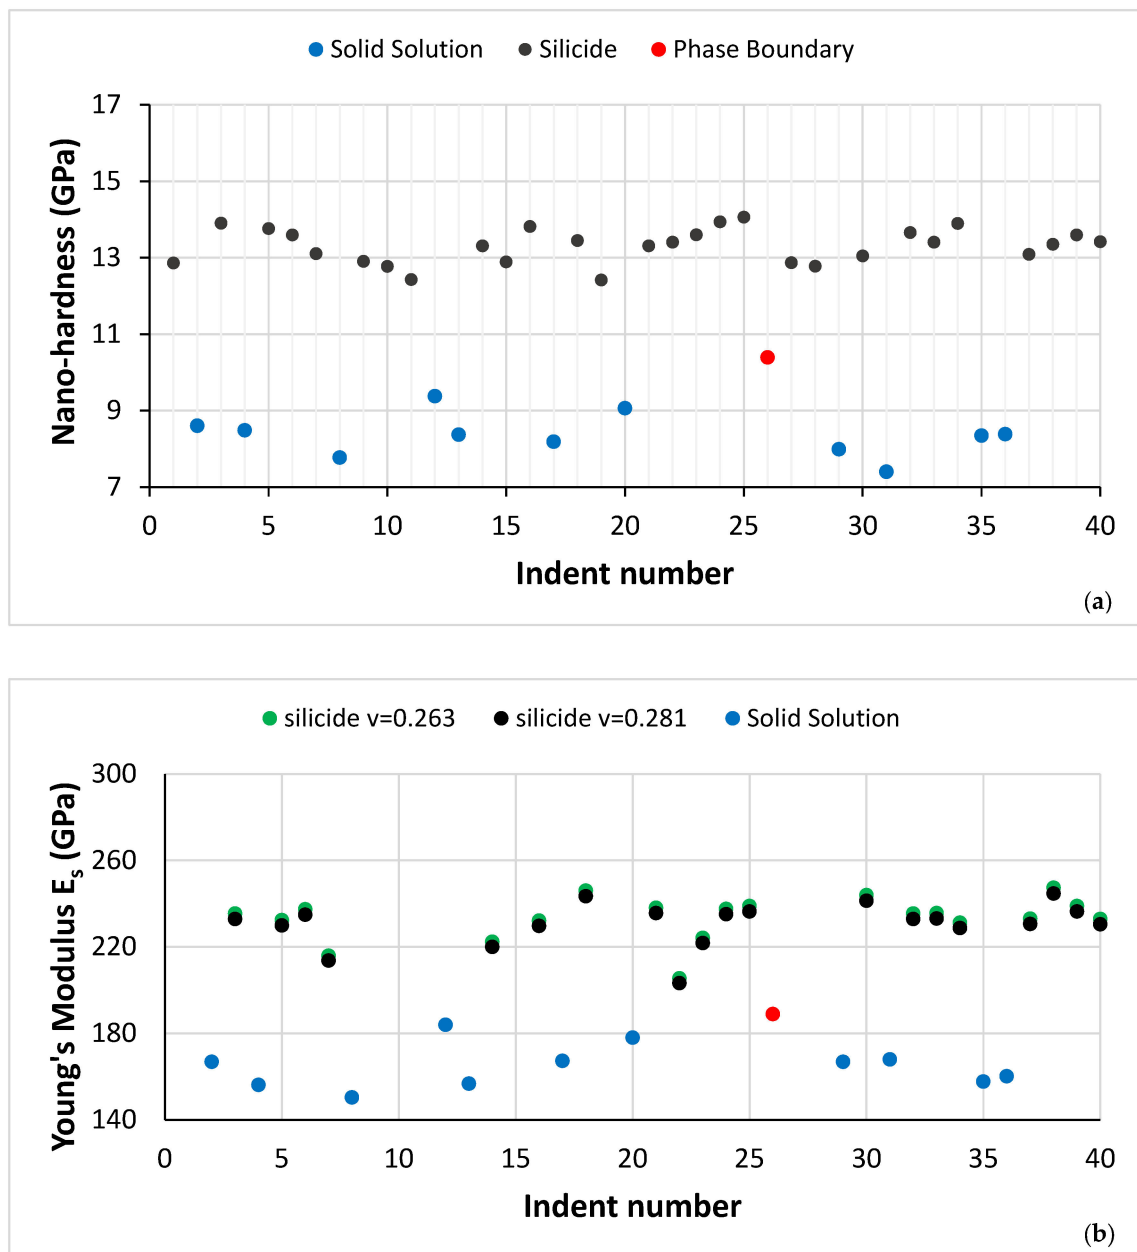 Solid Solution Silicide Phase Boundary
17
15
13
11
9
7
Nano-hardness (GPa)
0 5 10 15 20 25 30 35 40
Indent number
(a)
silicide v=0.263 silicide v=0.281 Solid Solution
300
260
220
180
140
Young's Modulus Es (GPa)
0 5 10 15 20 25 30 35 40
Indent number
(b)